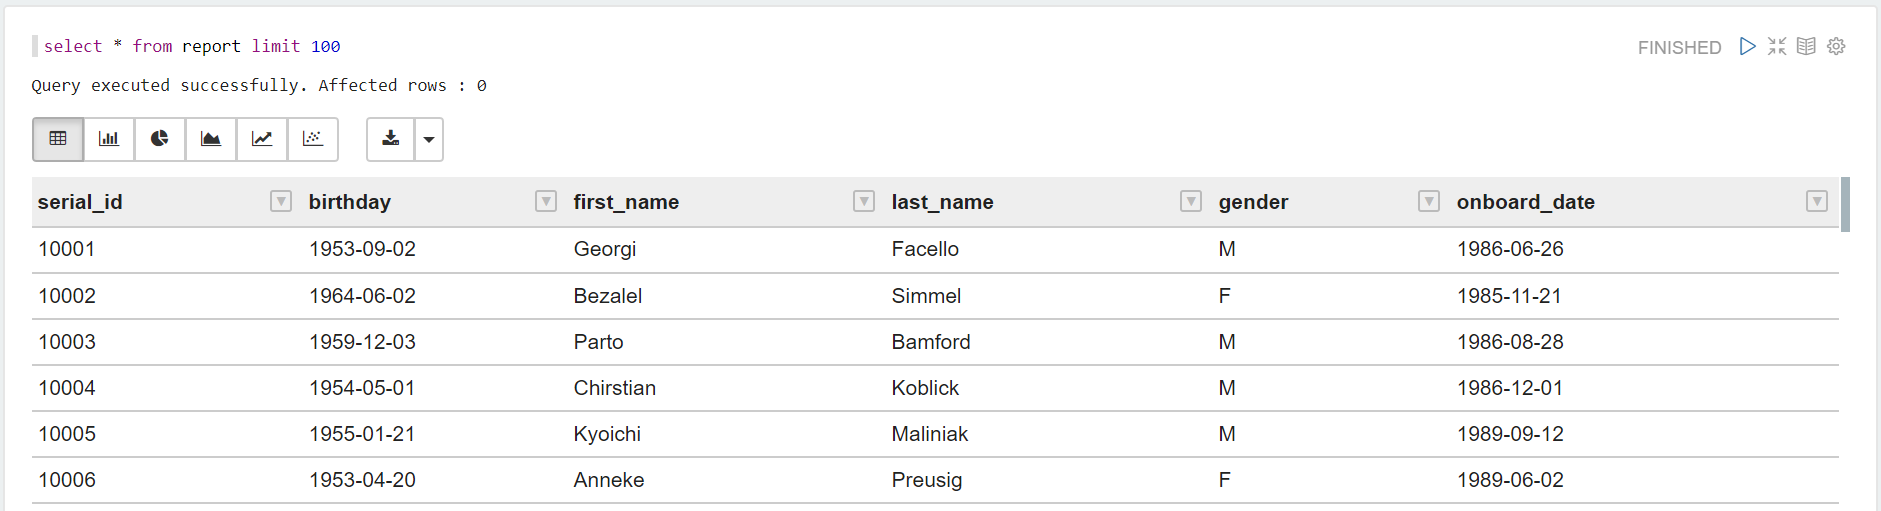 select * from report limit 100
FINISHED
Query executed successfully. Affected rows : 0
serial_id birthday first_name last_name gender onboard_date
10001 1953-09-02 Georgi Facello M 1986-06-26
10002 1964-06-02 Bezalel Simmel F 1985-11-21
10003 1959-12-03 Parto Bamford M 1986-08-28
10004 1954-05-01 Chirstian Koblick M 1986-12-01
10005 1955-01-21 Kyoichi Maliniak M 1989-09-12
10006 1953-04-20 Anneke Preusig F 1989-06-02